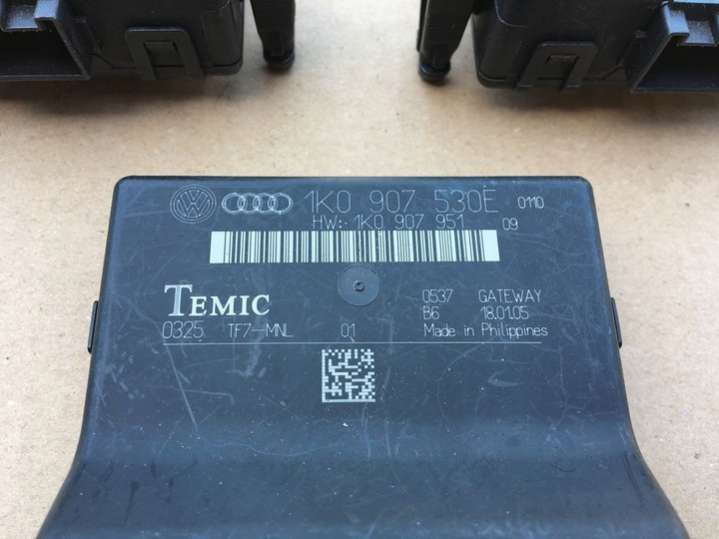 1K0 907 530E 0110
HW: 1K0 907 951 09
TEMIC 0537 GATEWAY
B6 18.01.05
0325 TF7-MNL 01 Made in Philippines